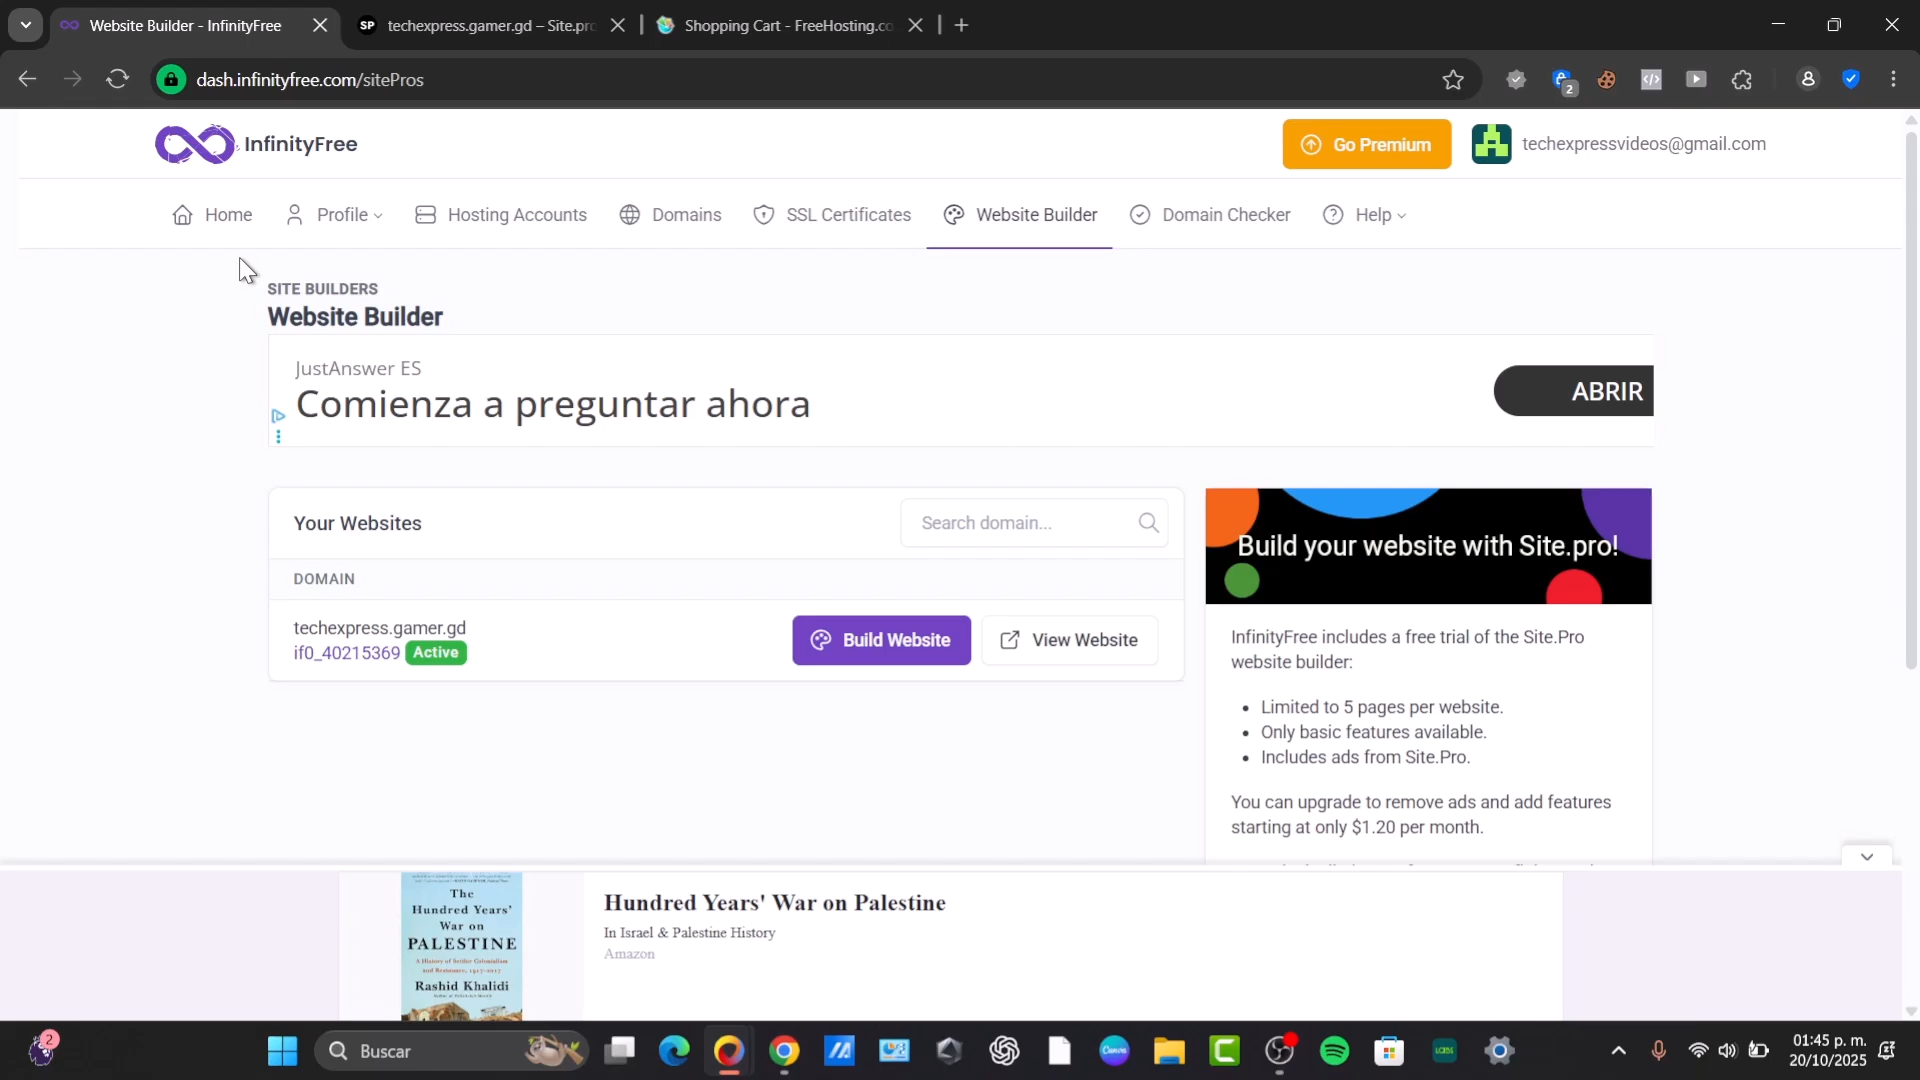 Website Builder - InfinityFree
techexpress.gamer.gd – Site.pro
Shopping Cart - FreeHosting.co
dash.infinityfree.com/sitePros
2
InfinityFree
Go Premium
techexpressvideos@gmail.com
Home
Profile
Hosting Accounts
Domains
SSL Certificates
Website Builder
Domain Checker
Help
SITE BUILDERS
Website Builder
JustAnswer ES
Comienza a preguntar ahora
ABRIR
Your Websites
Search domain...
DOMAIN
techexpress.gamer.gd
if0_40215369 Active
Build Website
View Website
Build your website with Site.pro!
InfinityFree includes a free trial of the Site.Pro
website builder:
Limited to 5 pages per website.
Only basic features available.
Includes ads from Site.Pro.
You can upgrade to remove ads and add features
starting at only $1.20 per month.
The
Hundred Years'
War on
PALESTINE
Rashid Khalidi
Hundred Years' War on Palestine
In Israel & Palestine History
Amazon
2
Buscar
Canva
LABS
01:45 p. m.
20/10/2025